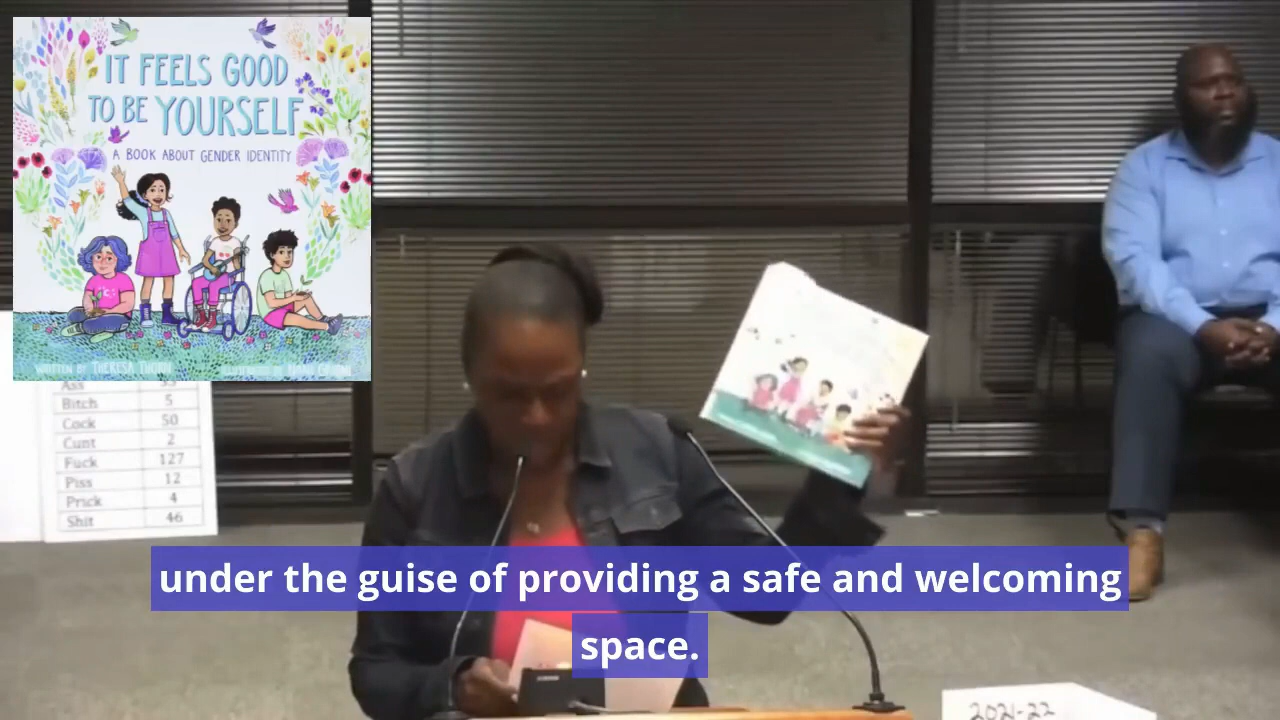 IT FEELS GOOD
TO BE YOURSELF
A BOOK ABOUT GENDER IDENTITY
WRITTEN BY THERESA THORN
ILLUSTRATED BY
Ass
Bitch 5
Cock 50
Cunt 2
Fuck 127
Piss 12
Prick 4
Shit 46
under the guise of providing a safe and welcoming
space.
2021-22